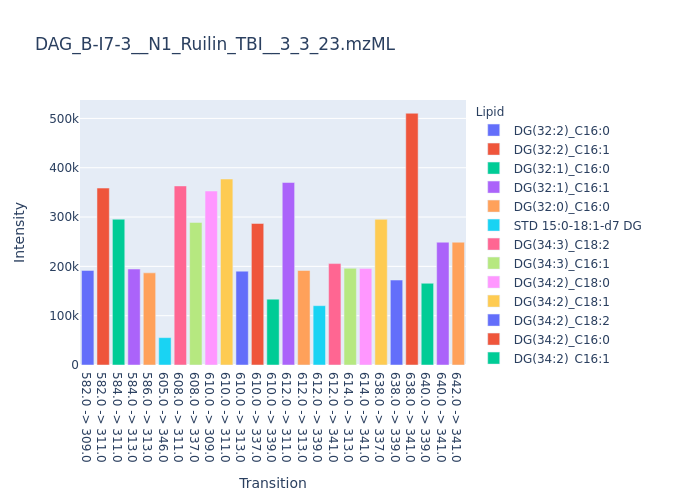 DAG_B-I7-3__N1_Ruilin_TBI__3_3_23.mzML
Intensity
500k
400k
300k
200k
100k
0
582.0 -> 309.0
582.0 -> 311.0
584.0 -> 311.0
584.0 -> 313.0
586.0 -> 313.0
605.0 -> 346.0
608.0 -> 311.0
608.0 -> 337.0
610.0 -> 309.0
610.0 -> 311.0
610.0 -> 313.0
610.0 -> 337.0
610.0 -> 339.0
612.0 -> 311.0
612.0 -> 313.0
612.0 -> 339.0
612.0 -> 341.0
614.0 -> 313.0
614.0 -> 341.0
638.0 -> 337.0
638.0 -> 339.0
638.0 -> 341.0
640.0 -> 339.0
640.0 -> 341.0
642.0 -> 341.0
Transition
Lipid
DG(32:2)_C16:0
DG(32:2)_C16:1
DG(32:1)_C16:0
DG(32:1)_C16:1
DG(32:0)_C16:0
STD 15:0-18:1-d7 DG
DG(34:3)_C18:2
DG(34:3)_C16:1
DG(34:2)_C18:0
DG(34:2)_C18:1
DG(34:2)_C18:2
DG(34:2)_C16:0
DG(34:2)_C16:1